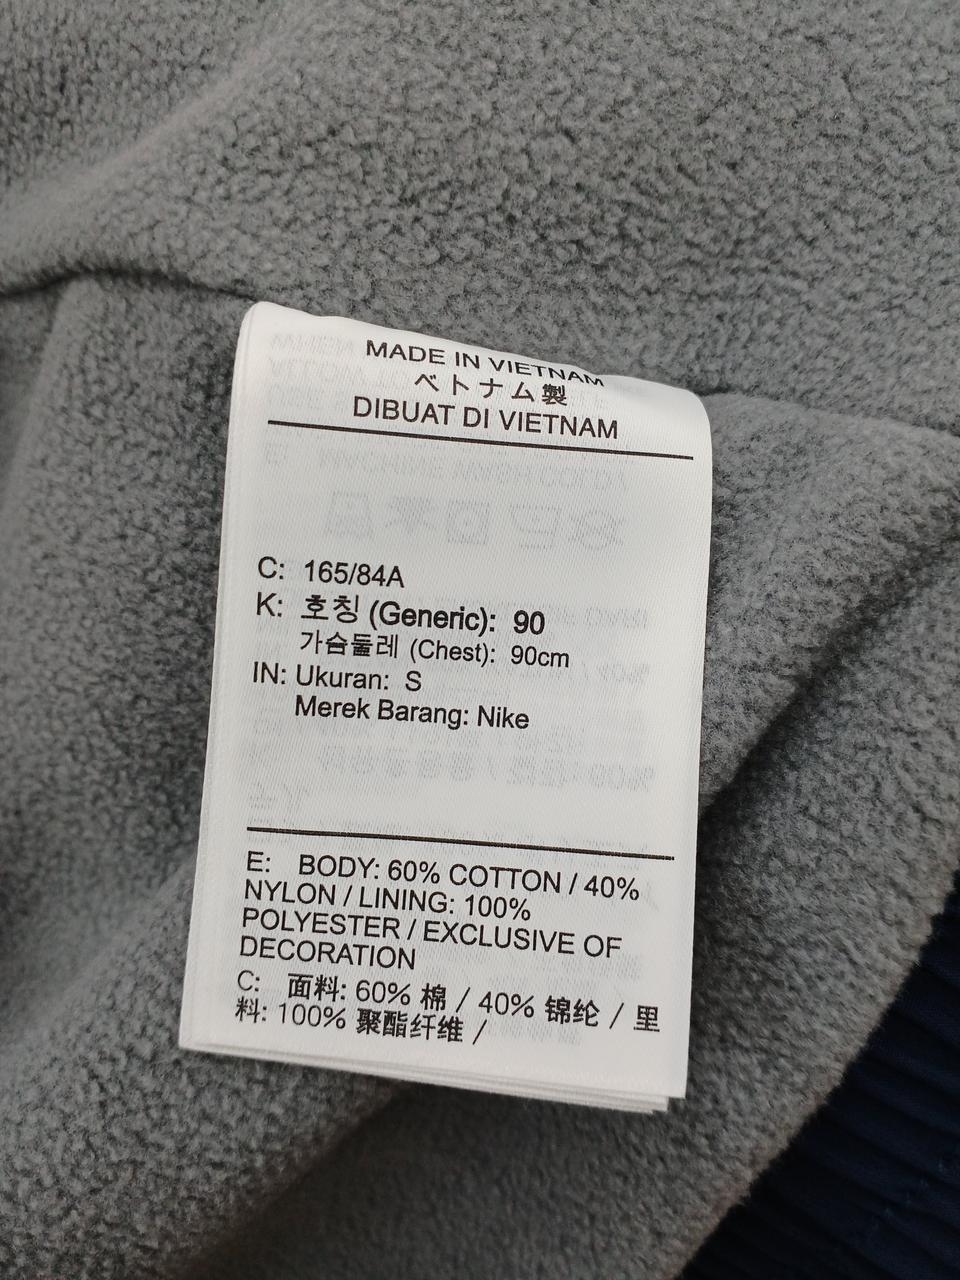 MADE IN VIETNAM
ベトナム製
DIBUAT DI VIETNAM
C: 165/84A
K: 호칭 (Generic): 90
가슴둘레 (Chest): 90cm
IN: Ukuran: S
Merek Barang: Nike
E: BODY: 60% COTTON / 40%
NYLON / LINING: 100%
POLYESTER / EXCLUSIVE OF
DECORATION
C: 面料: 60% 棉 / 40% 锦纶 / 里
料: 100% 聚酯纤维 /